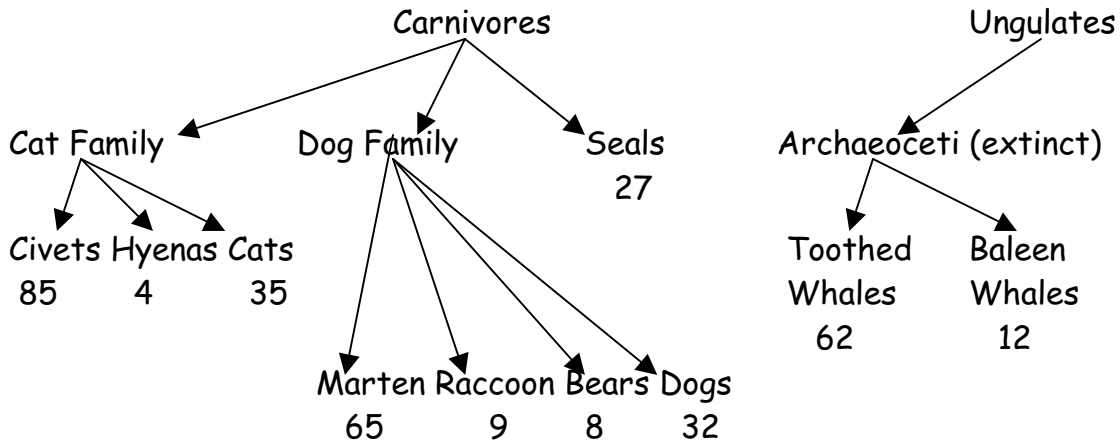 Carnivores Ungulates
Cat Family Dog Family Seals Archaeoceti (extinct)
27
Civets Hyenas Cats Toothed Baleen
85 4 35 Whales Whales
62 12
Marten Raccoon Bears Dogs
65 9 8 32